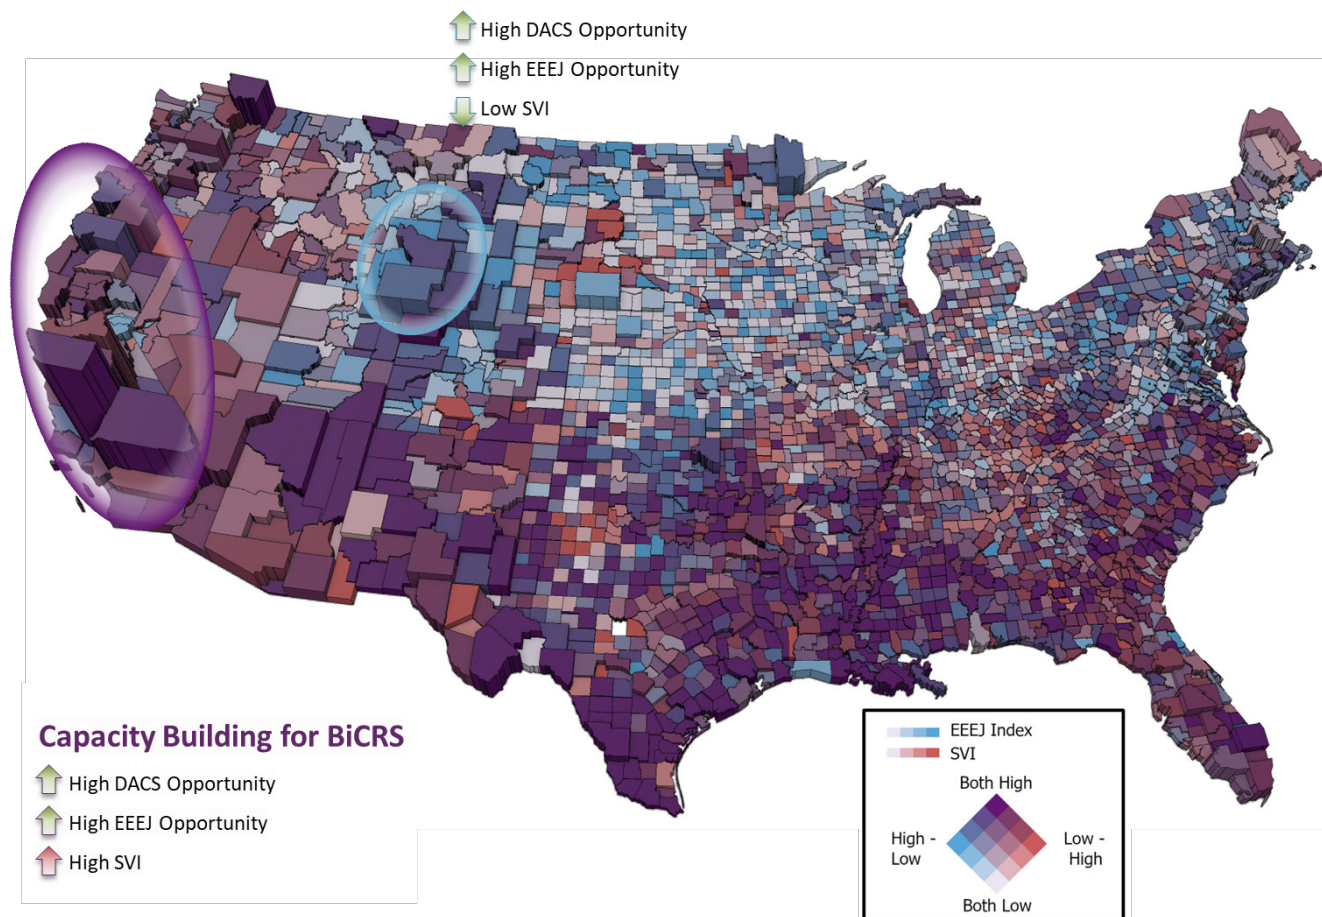 High DACS Opportunity
High EEEJ Opportunity
Low SVI
Capacity Building for BiCRS
High DACS Opportunity
High EEEJ Opportunity
High SVI
EEEJ Index
SVI
Both High
High -
Low
Low -
High
Both Low